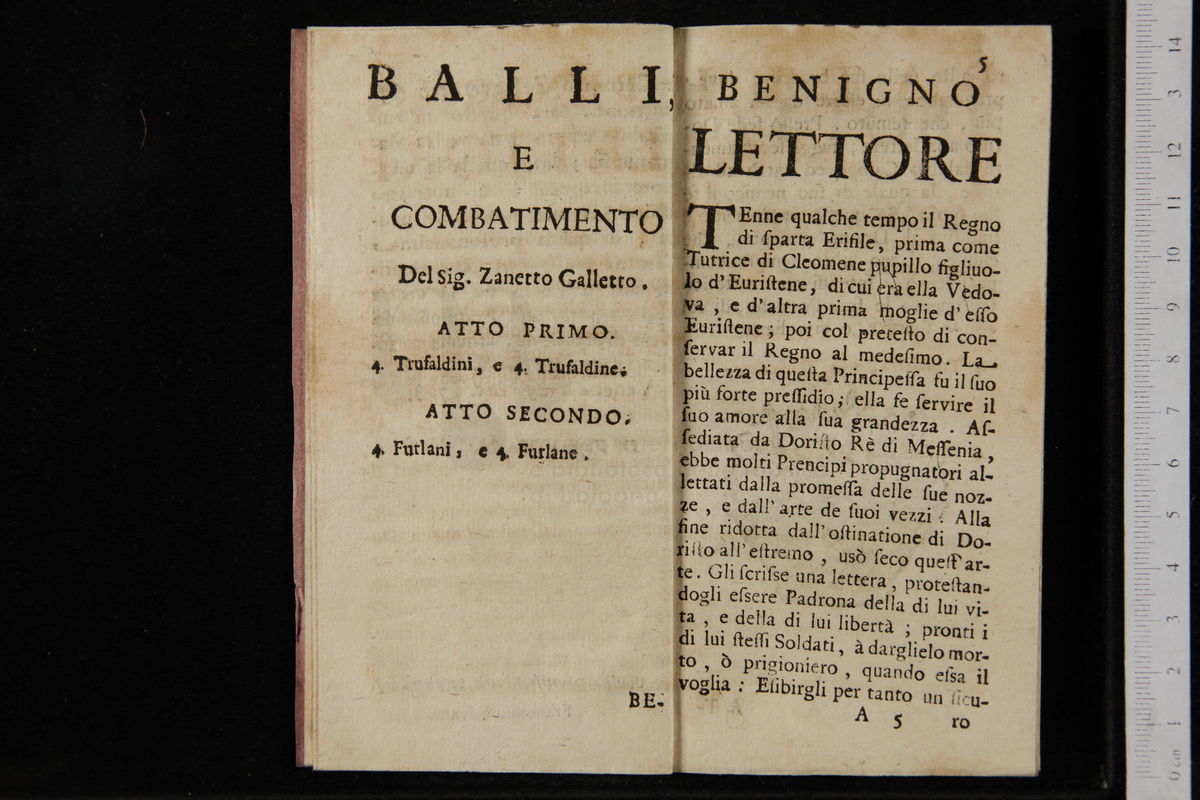 BALLI,
E
COMBATIMENTO
Del Sig. Zanetto Galletto.
ATTO PRIMO.
4. Trufaldini, e 4. Trufaldine.
ATTO SECONDO.
4. Furlani, e 4. Furlane.
BE-
5
BENIGNO
LETTORE
TEnne qualche tempo il Regno
di ſparta Erifile, prima come
Tutrice di Cleomene pupillo figliuo-
lo d'Euriſtene, di cui era ella Vedo-
va, e d'altra prima moglie d'eſſo
Euriſtene; poi col preteſto di con-
ſervar il Regno al medeſimo. La
bellezza di queſta Principeſſa fu il ſuo
più forte preſſidio; ella fe ſervire il
ſuo amore alla ſua grandezza. Aſ-
ſediata da Doriſto Rè di Meſſenia,
ebbe molti Prencipi propugnatori al-
lettati dalla promeſſa delle ſue noz-
ze, e dall'arte de ſuoi vezzi. Alla
fine ridotta dall'oſtinatione di Do-
riſto all'eſtremo, usò ſeco queſt'ar-
te. Gli ſcriſse una lettera, proteſtan-
dogli eſsere Padrona della di lui vi-
ta, e della di lui libertà; pronti i
di lui ſteſſi Soldati, à darglielo mor-
to, ò prigioniero, quando eſsa il
voglia: Eſibirgli per tanto un ſicu-
A 5 ro